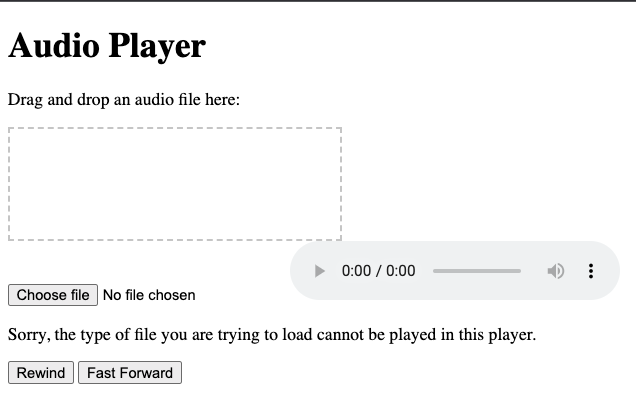 Audio Player
Drag and drop an audio file here:
0:00 / 0:00
Choose file No file chosen
Sorry, the type of file you are trying to load cannot be played in this player.
Rewind Fast Forward